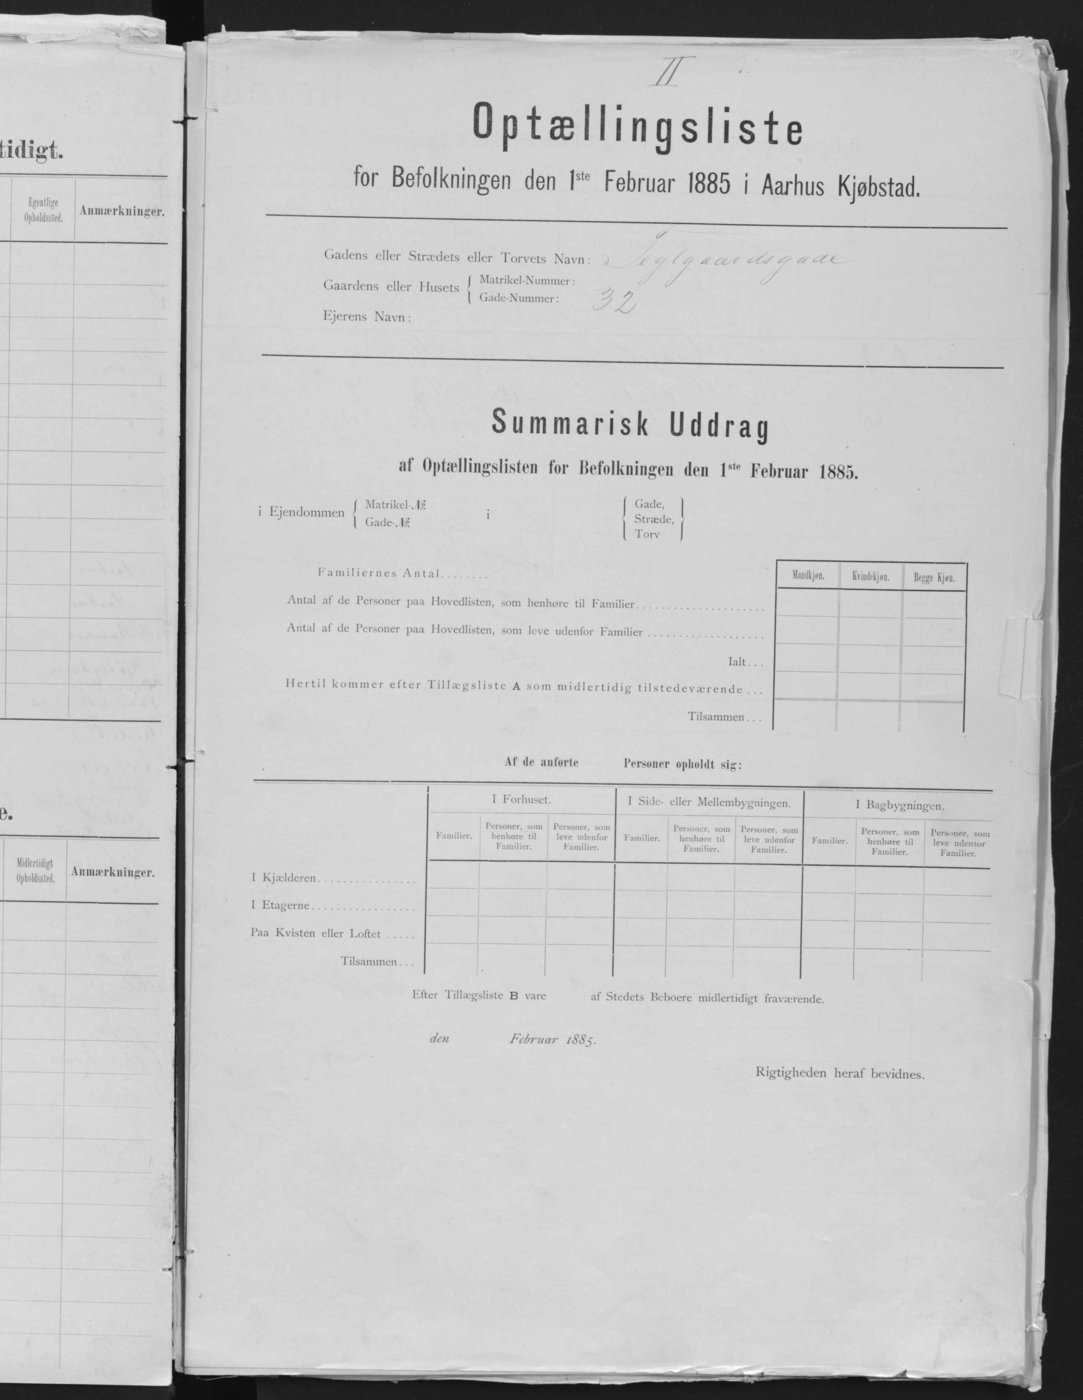 tidigt.
Egentlige
Opholdssted.
Anmærkninger.
e.
Midlertidigt
Opholdssted.
Anmærkninger.
II
Optællingsliste
for Befolkningen den 1ste Februar 1885 i Aarhus Kjøbstad.
Gadens eller Strædets eller Torvets Navn: Teglgaardsgade
Gaardens eller Husets { Matrikel-Nummer:
Gade-Nummer: 32
Ejerens Navn:
Summarisk Uddrag
af Optællingslisten for Befolkningen den 1ste Februar 1885.
i Ejendommen { Matrikel-№ i { Gade, }
Gade-№ Stræde,
Torv
Mandkjøn. Kvindekjøn. Begge Kjøn.
Familiernes Antal........
Antal af de Personer paa Hovedlisten, som henhøre til Familier.....................
Antal af de Personer paa Hovedlisten, som leve udenfor Familier ...................
Ialt...
Hertil kommer efter Tillægsliste A som midlertidig tilstedeværende ...
Tilsammen...
Af de anførte Personer opholdt sig:
I Forhuset. I Side- eller Mellembygningen. I Bagbygningen.
Familier. Personer, som henhøre til Familier. Personer, som leve udenfor Familier. Familier. Personer, som henhøre til Familier. Personer, som leve udenfor Familier. Familier. Personer, som henhøre til Familier. Personer, som leve udenfor Familier.
I Kjælderen................
I Etagerne.................
Paa Kvisten eller Loftet .....
Tilsammen...
Efter Tillægsliste B vare af Stedets Beboere midlertidigt fraværende.
den Februar 1885.
Rigtigheden heraf bevidnes.